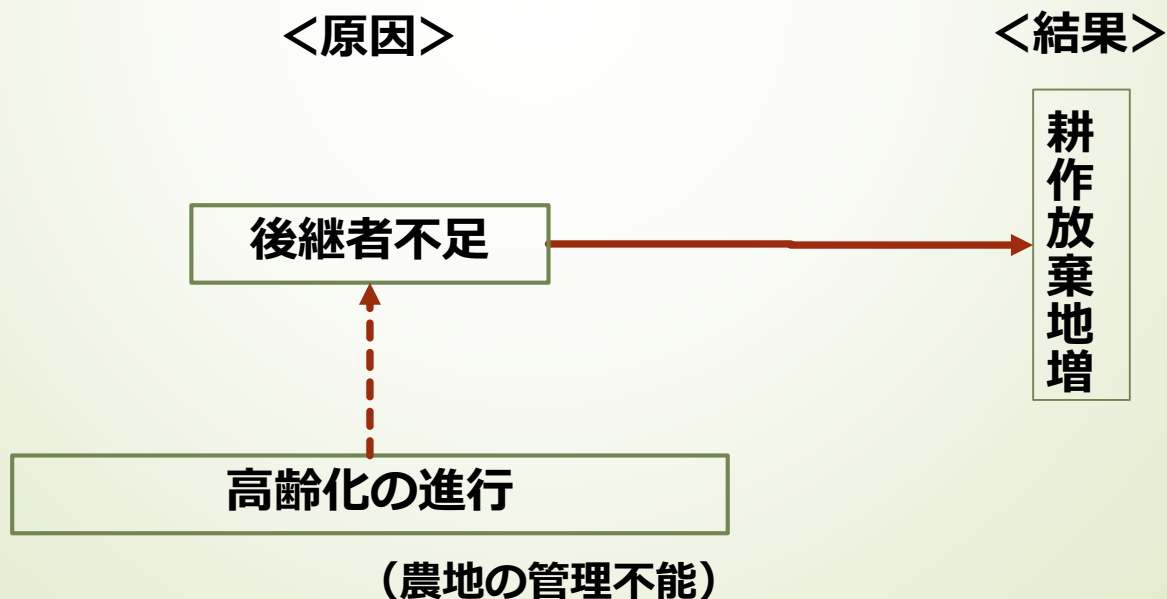 ＜原因＞
＜結果＞
後継者不足
耕作放棄地増
高齢化の進行
（農地の管理不能）